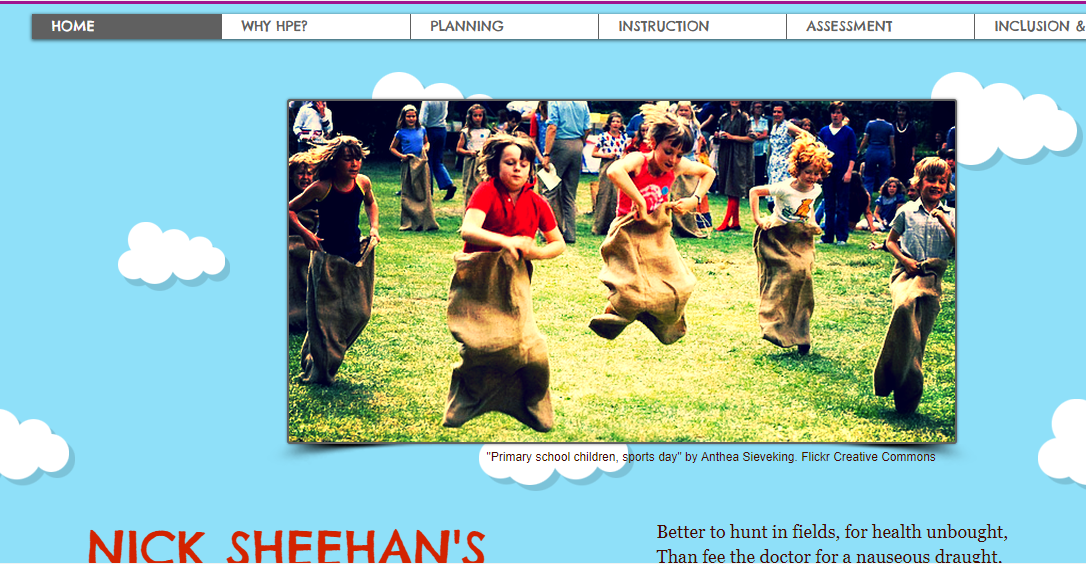 HOME WHY HPE? PLANNING INSTRUCTION ASSESSMENT INCLUSION &
"Primary school children, sports day" by Anthea Sieveking. Flickr Creative Commons
NICK SHEEHAN'S
Better to hunt in fields, for health unbought,
Than fee the doctor for a nauseous draught.